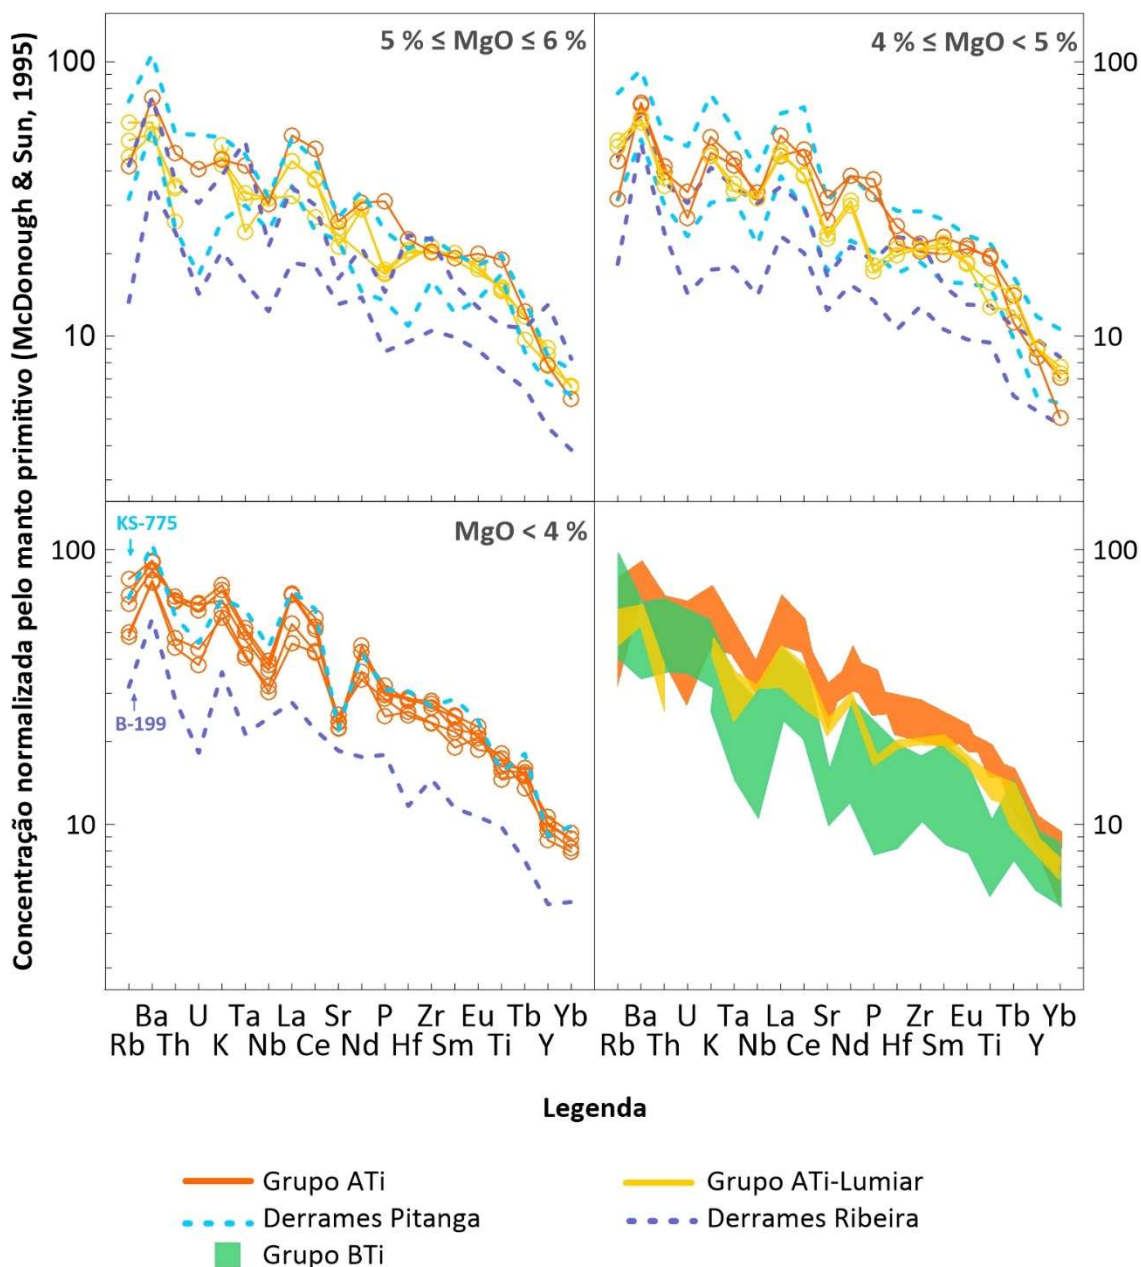 Concentração normalizada pelo manto primitivo (McDonough & Sun, 1995)
5 % ≤ MgO ≤ 6 %
4 % ≤ MgO < 5 %
100
100
10
10
KS-775
MgO < 4 %
100
100
B-199
10
10
Ba U Ta La Sr P Zr Eu Tb Yb
Rb Th K Nb Ce Nd Hf Sm Ti Y
Ba U Ta La Sr P Zr Eu Tb Yb
Rb Th K Nb Ce Nd Hf Sm Ti Y
Legenda
Grupo ATi
Grupo ATi-Lumiar
Derrames Pitanga
Derrames Ribeira
Grupo BTi